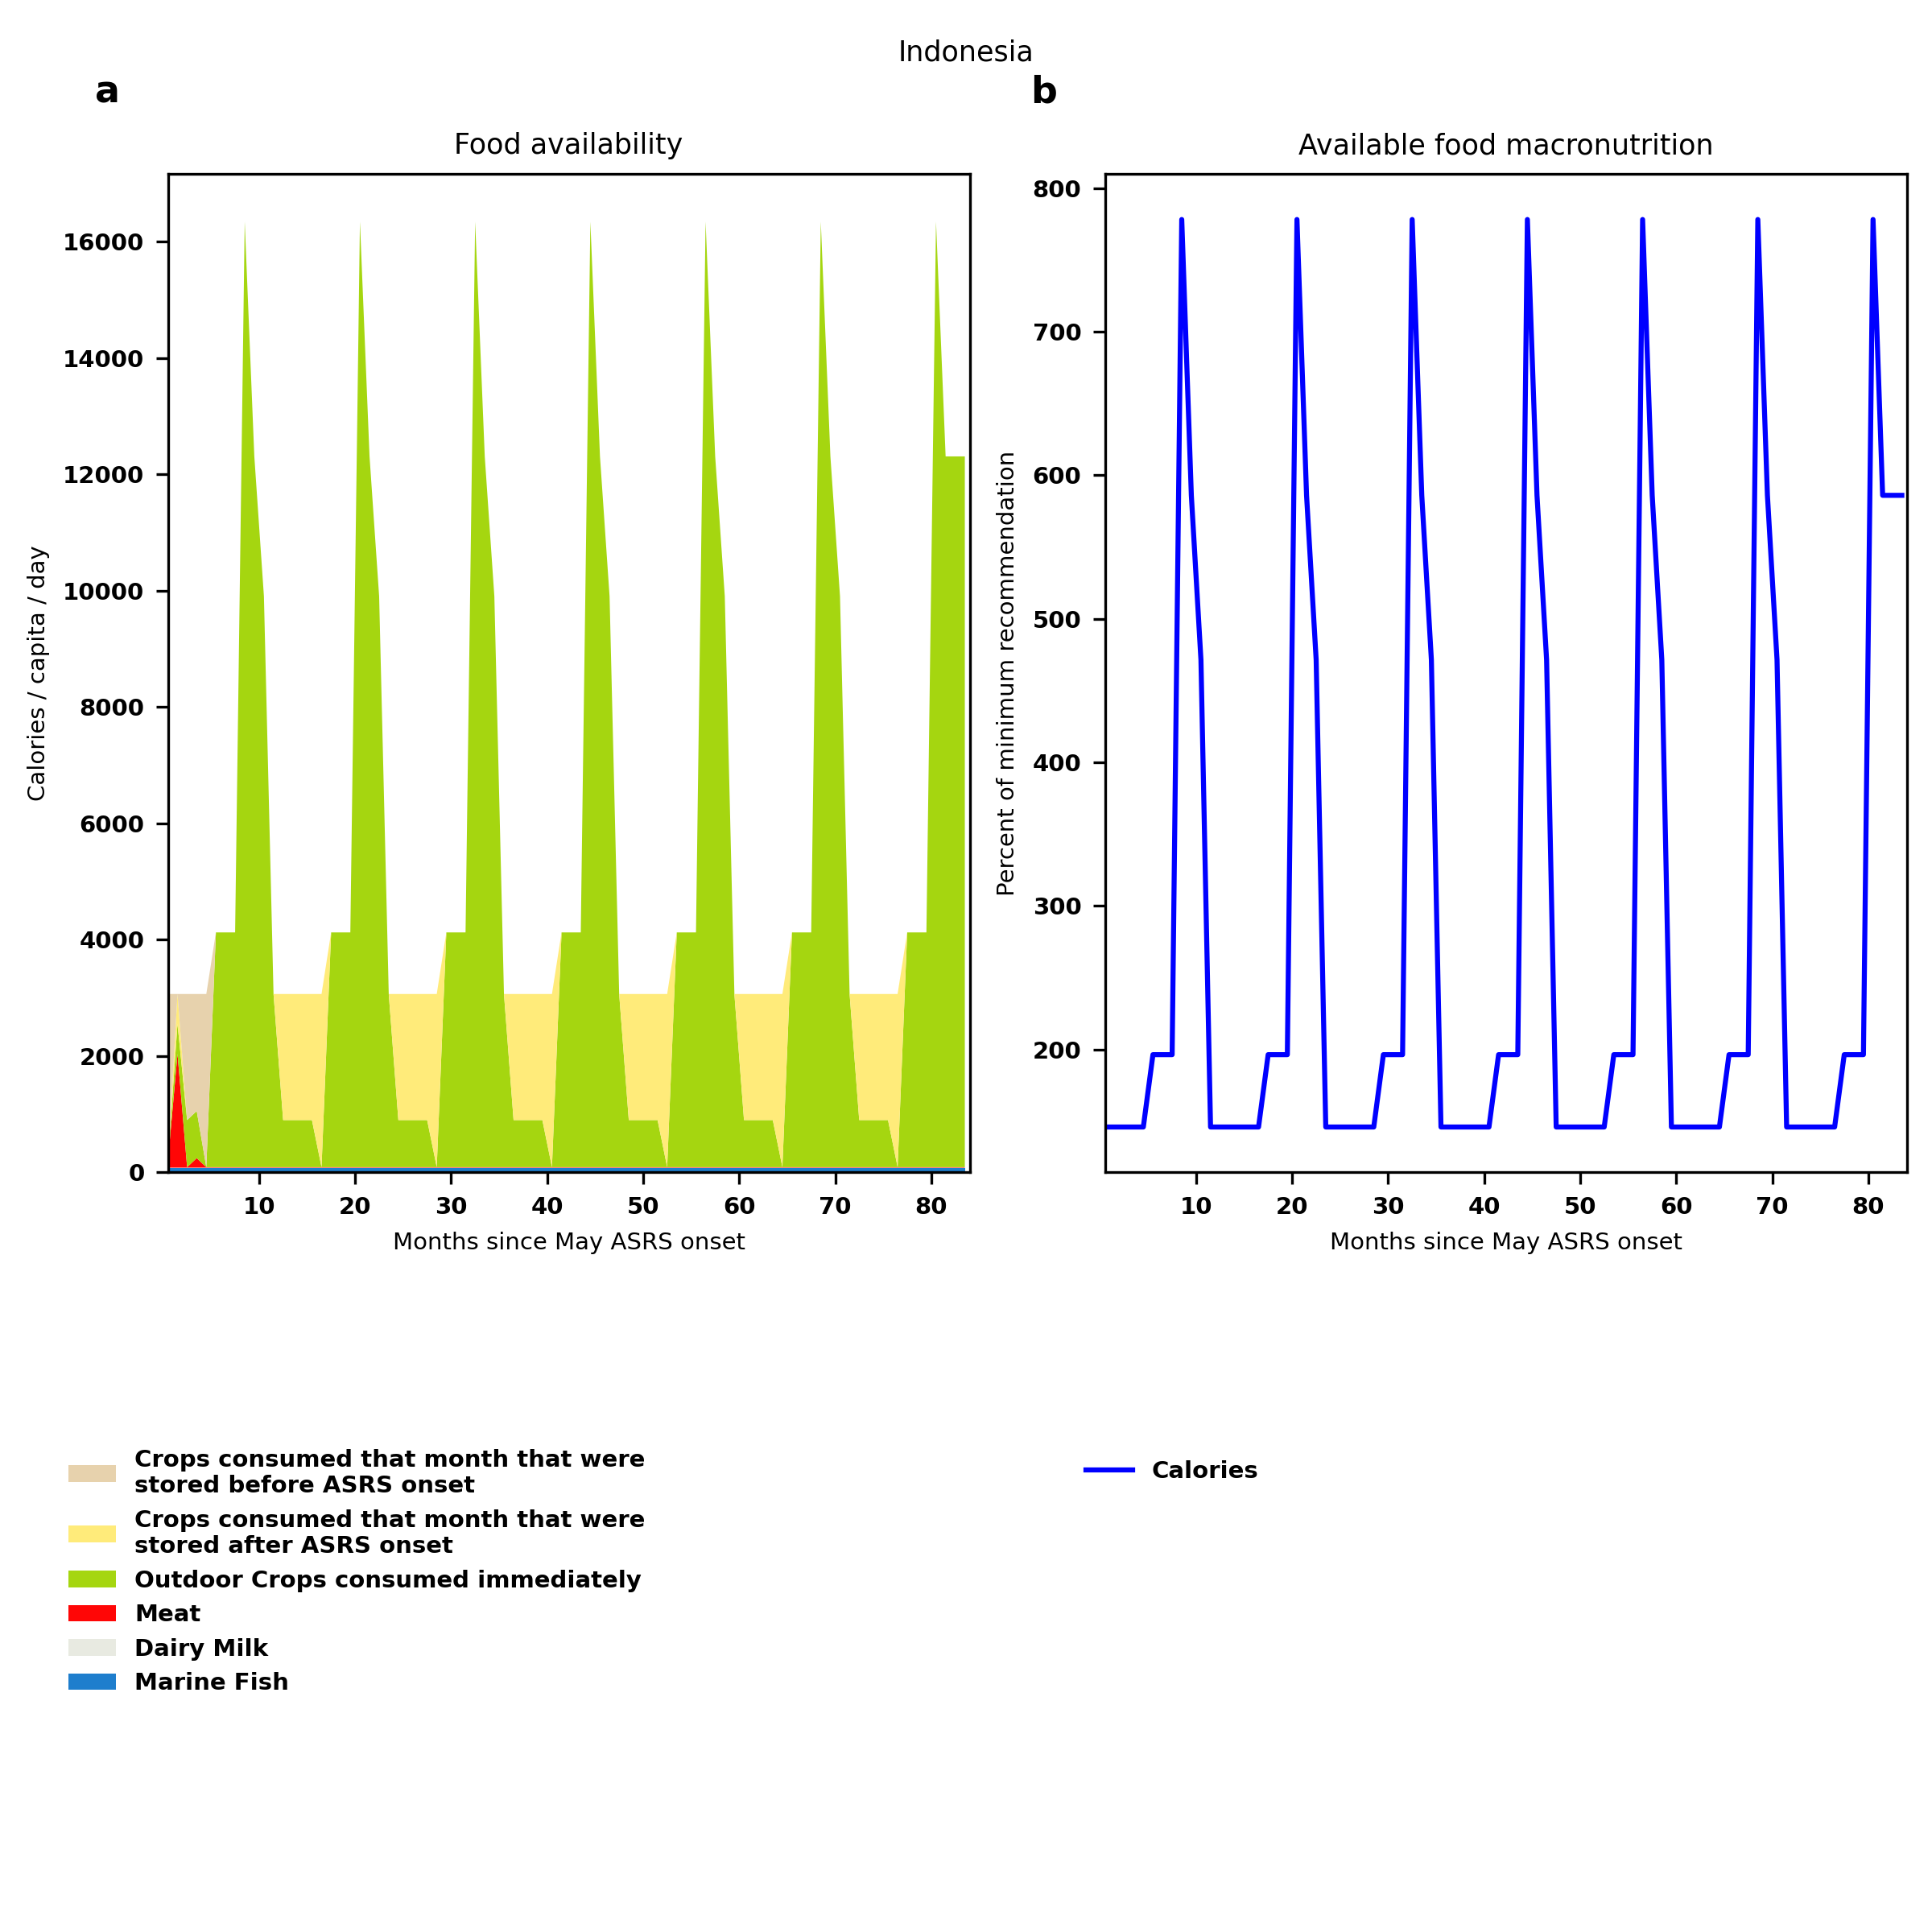 Indonesia
a
b
Food availability
Available food macronutrition
16000
14000
12000
10000
8000
6000
4000
2000
0
Calories / capita / day
10 20 30 40 50 60 70 80
Months since May ASRS onset
800
700
600
500
400
300
200
Percent of minimum recommendation
10 20 30 40 50 60 70 80
Months since May ASRS onset
Crops consumed that month that were
stored before ASRS onset
Crops consumed that month that were
stored after ASRS onset
Outdoor Crops consumed immediately
Meat
Dairy Milk
Marine Fish
Calories